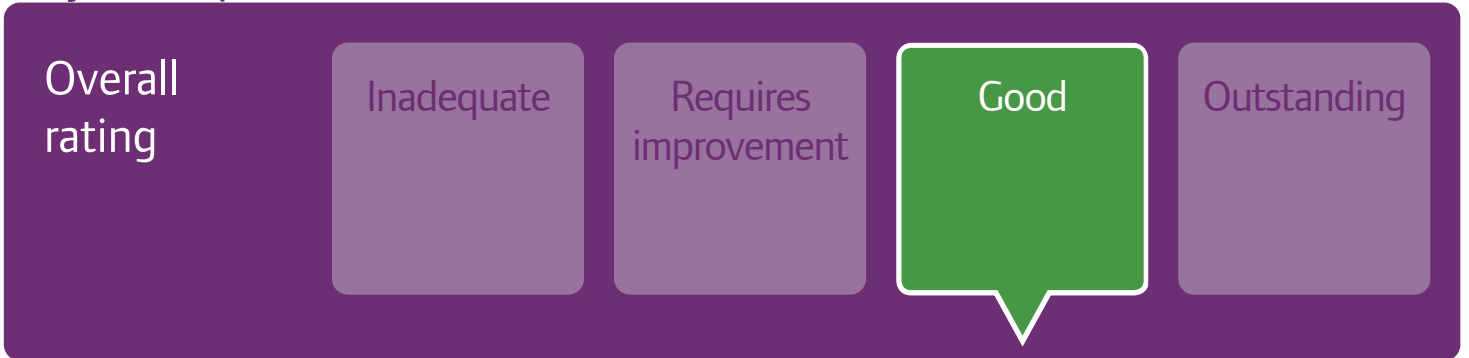 Overall
rating
Inadequate
Requires
improvement
Good
Outstanding